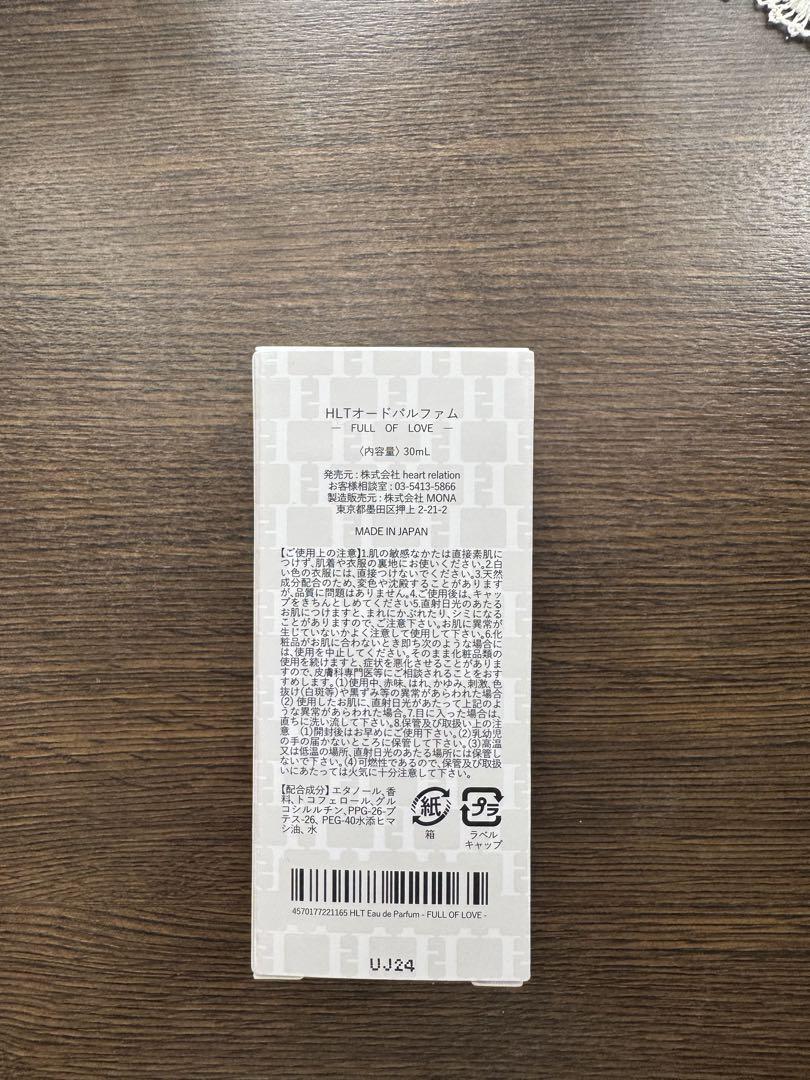 HLTオードパルファム
— FULL OF LOVE —
〈内容量〉30mL
発売元：株式会社 heart relation
お客様相談室：03-5413-5866
製造販売元：株式会社 MONA
東京都墨田区押上 2-21-2
MADE IN JAPAN
【ご使用上の注意】1.肌の敏感なかたは直接素肌に
つけず、肌着や衣服の裏地にお使いください。2.白
い色の衣服には、直接つけないでください。3.天然
成分配合のため、変色や沈殿することがあります
が、品質に問題はありません。4.ご使用後は、キャッ
プをきちんとしめてください5.直射日光のあたる
お肌につけますと、まれにかぶれたり、シミになる
ことがありますので、ご注意下さい。お肌に異常が
生じていないかよく注意して使用して下さい。6.化
粧品がお肌に合わないとき即ち次のような場合に
は、使用を中止してください。そのまま化粧品類の
使用を続けますと、症状を悪化させることがありま
すので、皮膚科専門医等にご相談されることをおす
すめします。(1)使用中、赤味、はれ、かゆみ、刺激、色
抜け(白斑等)や黒ずみ等の異常があらわれた場合
(2) 使用したお肌に、直射日光があたって上記のよ
うな異常があらわれた場合。7.目に入った場合は、
直ちに洗い流して下さい。8.保管及び取扱い上の注
意 (1)開封後はお早めにご使用下さい。(2)乳幼児
の手の届かないところに保管して下さい。(3)高温
又は低温の場所、直射日光のあたる場所には保管し
ないで下さい。(4)可燃性であるので、保管及び取扱
いにあたっては火気に十分注意して下さい。
【配合成分】エタノール、香
料、トコフェロール、グル
コシルルチン、PPG-26-ブ
テス-26、PEG-40水添ヒマ
シ油、水
紙
箱
プラ
ラベル
キャップ
4570177221165 HLT Eau de Parfum - FULL OF LOVE -
UJ24